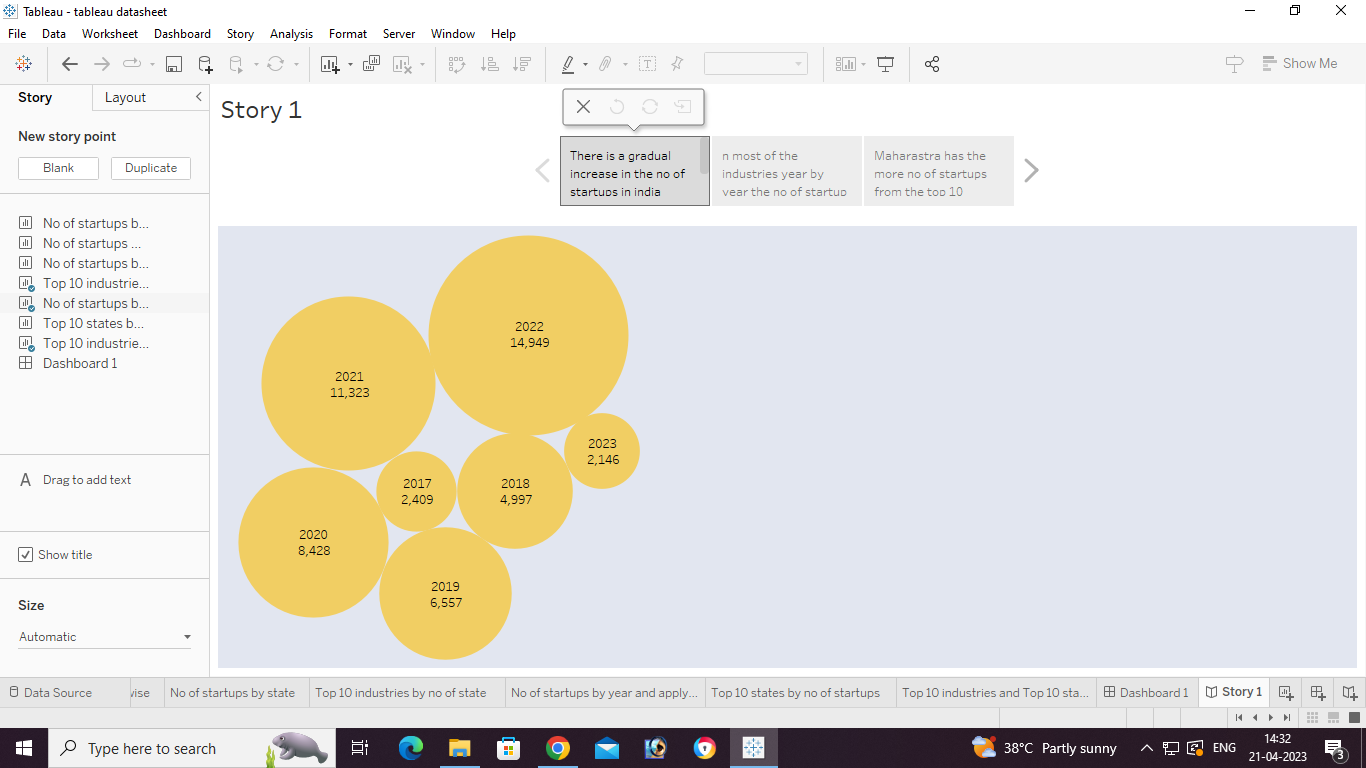 Tableau - tableau datasheet
File Data Worksheet Dashboard Story Analysis Format Server Window Help
Show Me
Story Layout
New story point
Blank Duplicate
No of startups b...
No of startups ...
No of startups b...
Top 10 industrie...
No of startups b...
Top 10 states b...
Top 10 industrie...
Dashboard 1
A Drag to add text
Show title
Size
Automatic
Story 1
There is a gradual
increase in the no of
startups in india
n most of the
industries year by
year the no of startup
Maharastra has the
more no of startups
from the top 10
2022
14,949
2021
11,323
2023
2,146
2017
2,409
2018
4,997
2020
8,428
2019
6,557
Data Source wise No of startups by state Top 10 industries by no of state No of startups by year and apply... Top 10 states by no of startups Top 10 industries and Top 10 sta... Dashboard 1 Story 1
Type here to search
38°C Partly sunny
ENG
14:32
21-04-2023
3